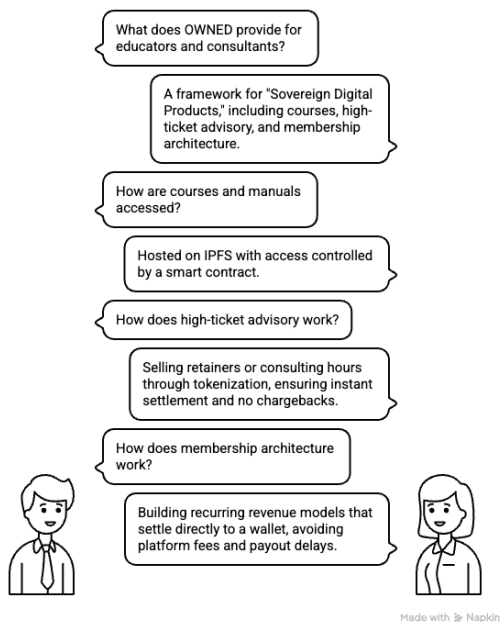 What does OWNED provide for
educators and consultants?
A framework for "Sovereign Digital
Products," including courses, high-
ticket advisory, and membership
architecture.
How are courses and manuals
accessed?
Hosted on IPFS with access controlled
by a smart contract.
How does high-ticket advisory work?
Selling retainers or consulting hours
through tokenization, ensuring instant
settlement and no chargebacks.
How does membership architecture
work?
Building recurring revenue models that
settle directly to a wallet, avoiding
platform fees and payout delays.
Made with Napkin